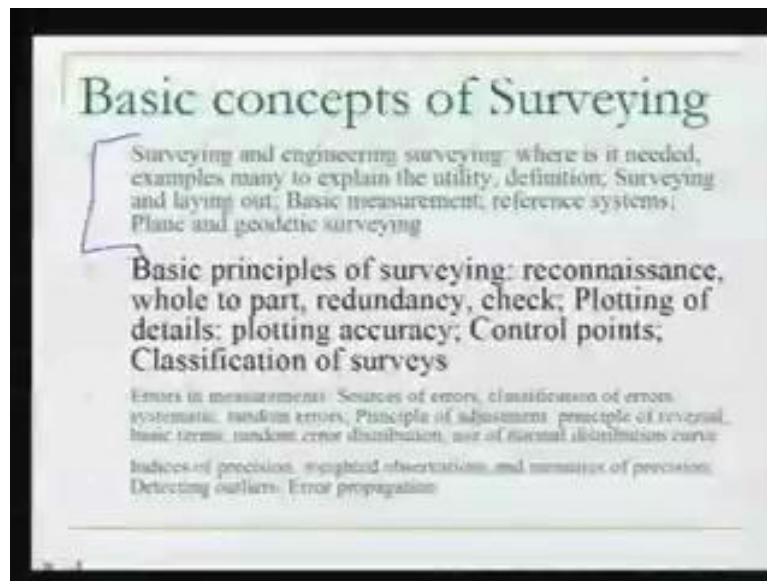 Basic concepts of Surveying
Surveying and engineering surveying: where is it needed,
examples many to explain the utility, definition; Surveying
and laying out; Basic measurement; reference systems;
Plane and geodetic surveying
Basic principles of surveying: reconnaissance,
whole to part, redundancy, check; Plotting of
details: plotting accuracy; Control points;
Classification of surveys
Errors in measurements: Sources of errors, classification of errors
systematic, random errors; Principle of adjustment, principle of reversal,
basic terms, random error distribution, use of normal distribution curve
Indices of precision, weighted observations, and measures of precision;
Detecting outliers; Error propagation